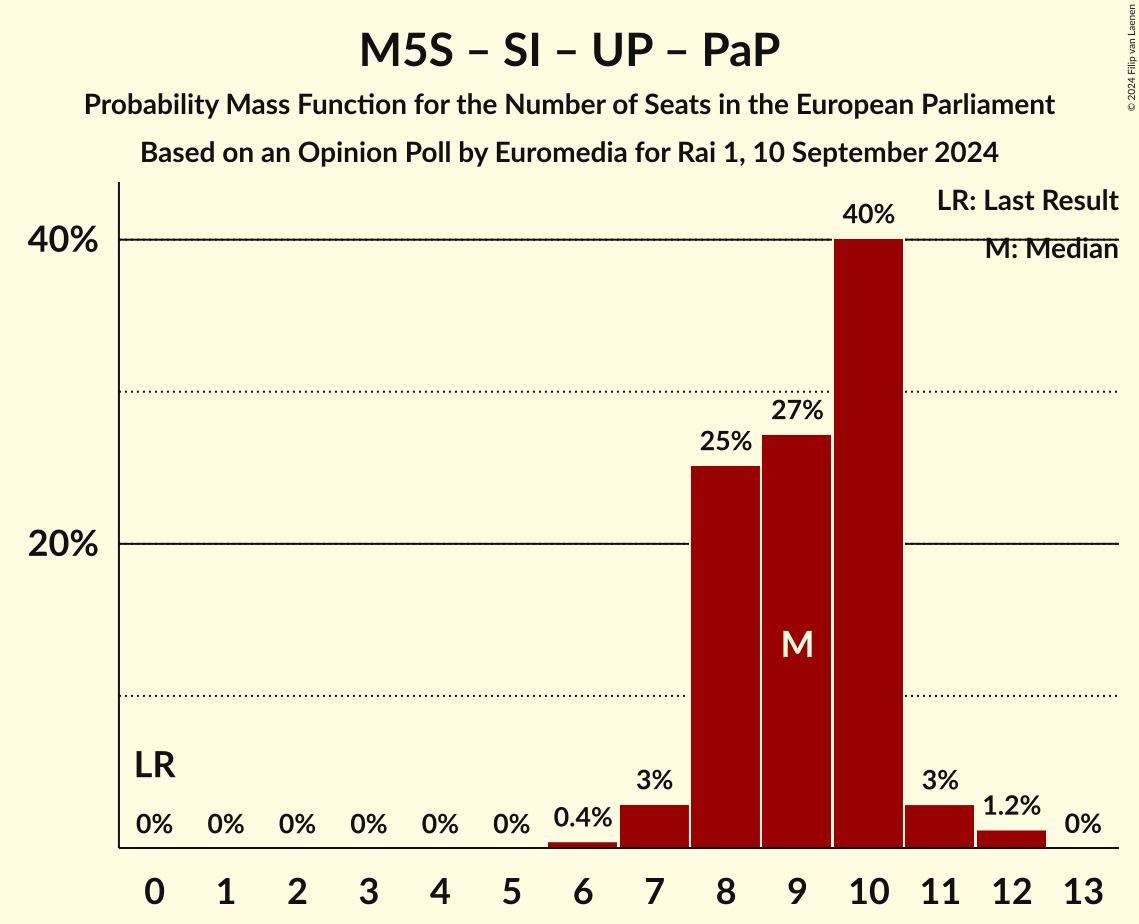 M5S – SI – UP – PaP
Probability Mass Function for the Number of Seats in the European Parliament
Based on an Opinion Poll by Euromedia for Rai 1, 10 September 2024
© 2024 Filip van Laenen
LR: Last Result
M: Median
40%
20%
40%
27%
25%
M
LR
0% 0% 0% 0% 0% 0% 0.4% 3% 3% 1.2% 0%
0 1 2 3 4 5 6 7 8 9 10 11 12 13